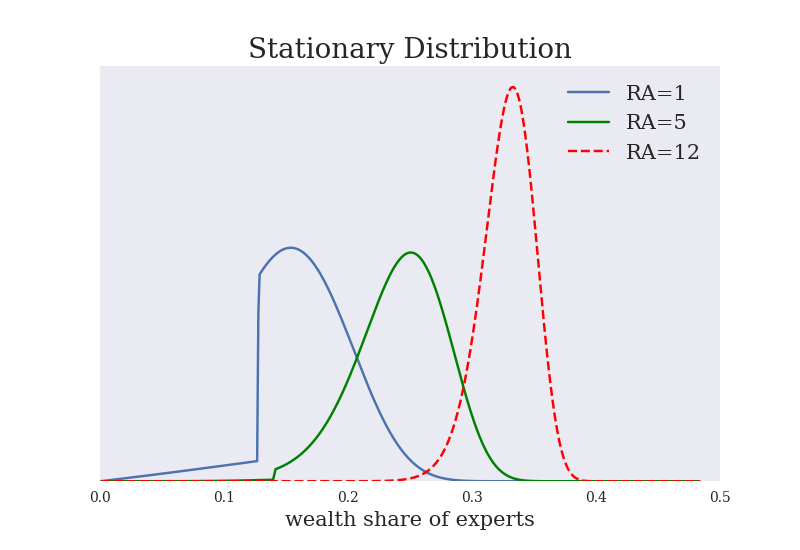 Stationary Distribution
RA=1
RA=5
RA=12
0.0 0.1 0.2 0.3 0.4 0.5
wealth share of experts